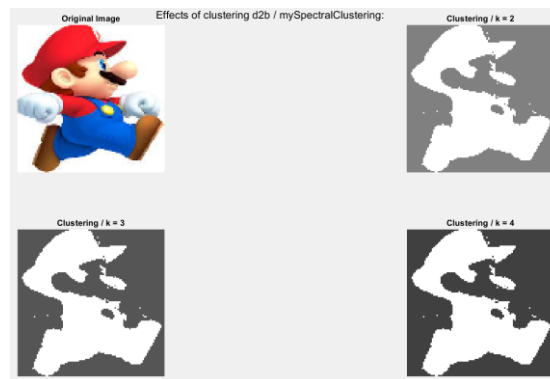 Effects of clustering d2b / mySpectralClustering:
Original Image
Clustering / k = 2
Clustering / k = 3
Clustering / k = 4